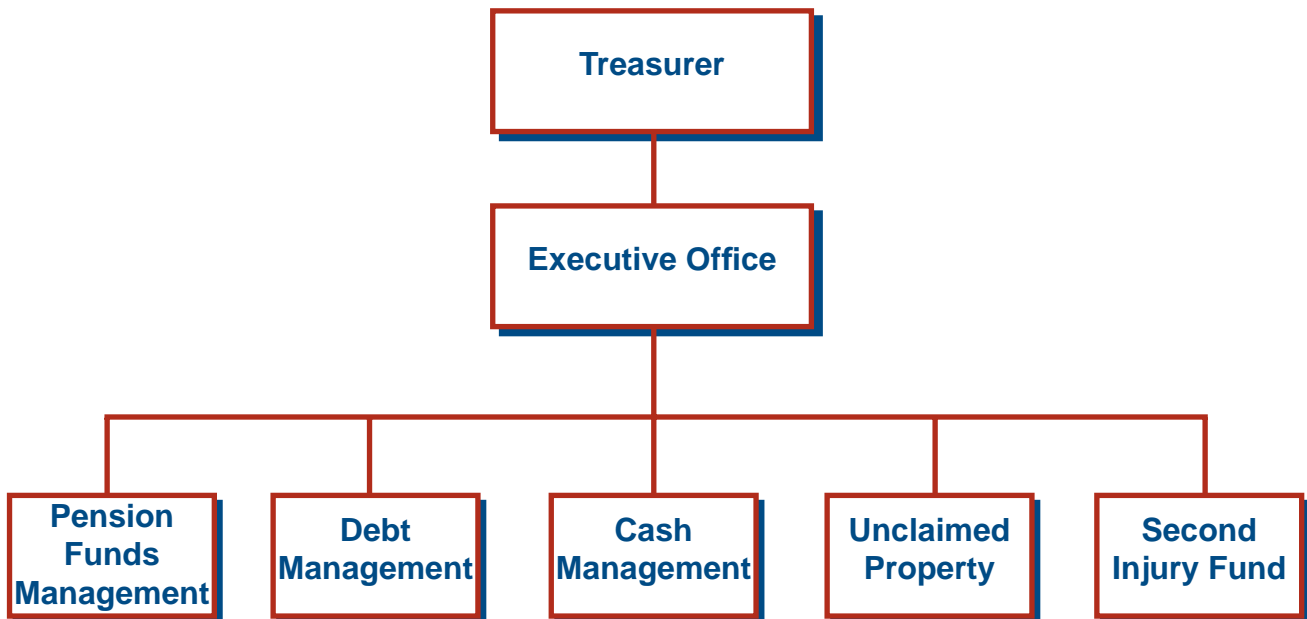 Treasurer
Executive Office
Pension
Funds
Management
Debt
Management
Cash
Management
Unclaimed
Property
Second
Injury Fund